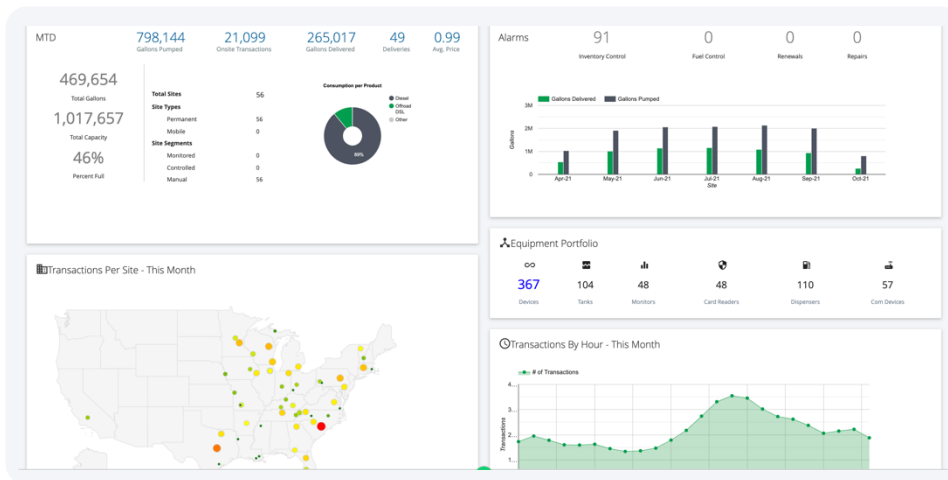 MTD
798,144
Gallons Pumped
21,099
Onsite Transactions
265,017
Gallons Delivered
49
Deliveries
0.99
Avg. Price
469,654
Total Gallons
1,017,657
Total Capacity
46%
Percent Full
Total Sites 56
Site Types
Permanent 56
Mobile 0
Site Segments
Monitored 0
Controlled 0
Manual 56
Consumption per Product
Diesel
Offroad
DSL
Other
89%
Alarms
91
Inventory Control
0
Fuel Control
0
Renewals
0
Repairs
Gallons Delivered Gallons Pumped
Gallons
3M
2M
1M
0
Apr-21 May-21 Jun-21 Jul-21 Aug-21 Sep-21 Oct-21
Site
Equipment Portfolio
367
Devices
104
Tanks
48
Monitors
48
Card Readers
110
Dispensers
57
Com Devices
Transactions Per Site - This Month
Transactions By Hour - This Month
# of Transactions
Transactions
4...
3...
2...
1...